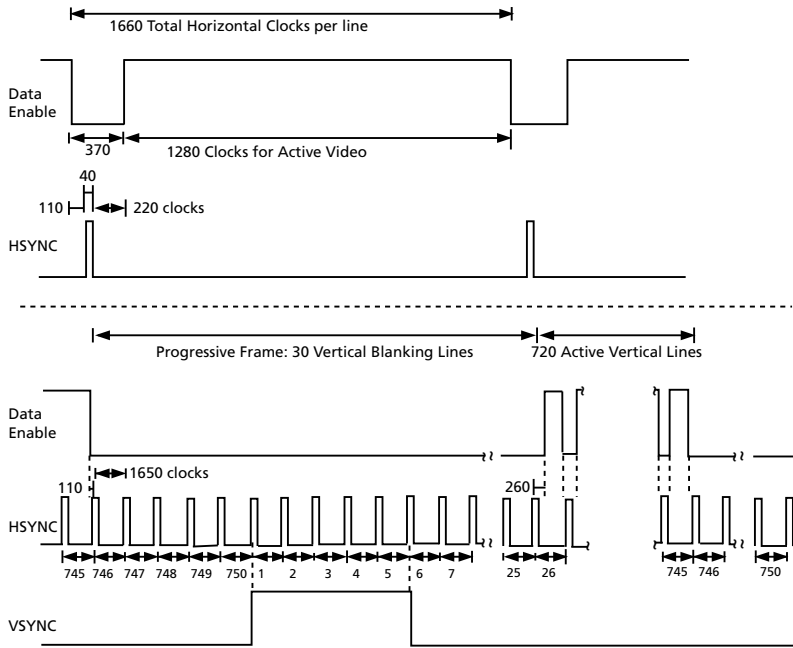 1660 Total Horizontal Clocks per line
Data
Enable
370
1280 Clocks for Active Video
40
110
220 clocks
HSYNC
Progressive Frame: 30 Vertical Blanking Lines
720 Active Vertical Lines
Data
Enable
110
1650 clocks
260
HSYNC
745 746 747 748 749 750 1 2 3 4 5 6 7 25 26 745 746 750
VSYNC